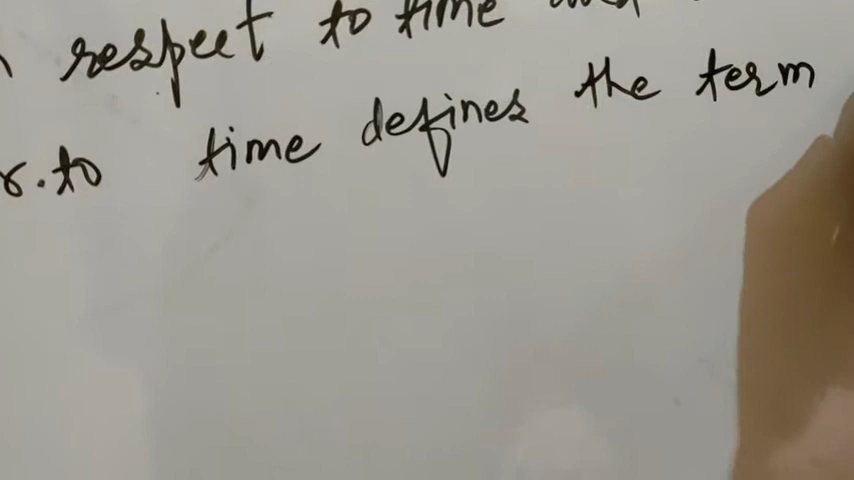 respect to time
r. to time defines the term